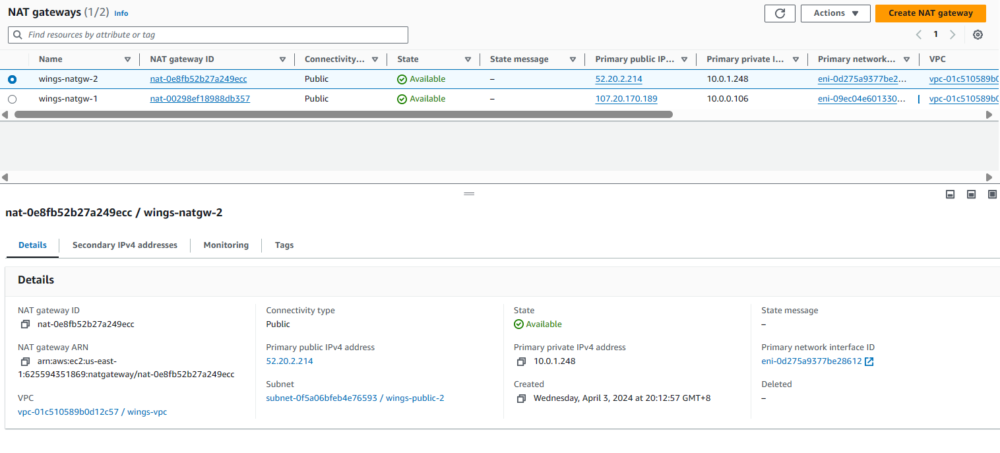 NAT gateways (1/2) Info
Actions
Create NAT gateway
Find resources by attribute or tag
1
Name NAT gateway ID Connectivity... State State message Primary public IP... Primary private I... Primary network... VPC
wings-natgw-2 nat-0e8fb52b27a249ecc Public Available – 52.20.2.214 10.0.1.248 eni-0d275a9377be2... vpc-01c510589b0
wings-natgw-1 nat-00298ef18988db357 Public Available – 107.20.170.189 10.0.0.106 eni-09ec04e601330... vpc-01c510589b0
nat-0e8fb52b27a249ecc / wings-natgw-2
Details Secondary IPv4 addresses Monitoring Tags
Details
NAT gateway ID
nat-0e8fb52b27a249ecc
NAT gateway ARN
arn:aws:ec2:us-east-
1:625594351869:natgateway/nat-0e8fb52b27a249ecc
VPC
vpc-01c510589b0d12c57 / wings-vpc
Connectivity type
Public
Primary public IPv4 address
52.20.2.214
Subnet
subnet-0f5a06bfeb4e76593 / wings-public-2
State
Available
Primary private IPv4 address
10.0.1.248
Created
Wednesday, April 3, 2024 at 20:12:57 GMT+8
State message
–
Primary network interface ID
eni-0d275a9377be28612
Deleted
–